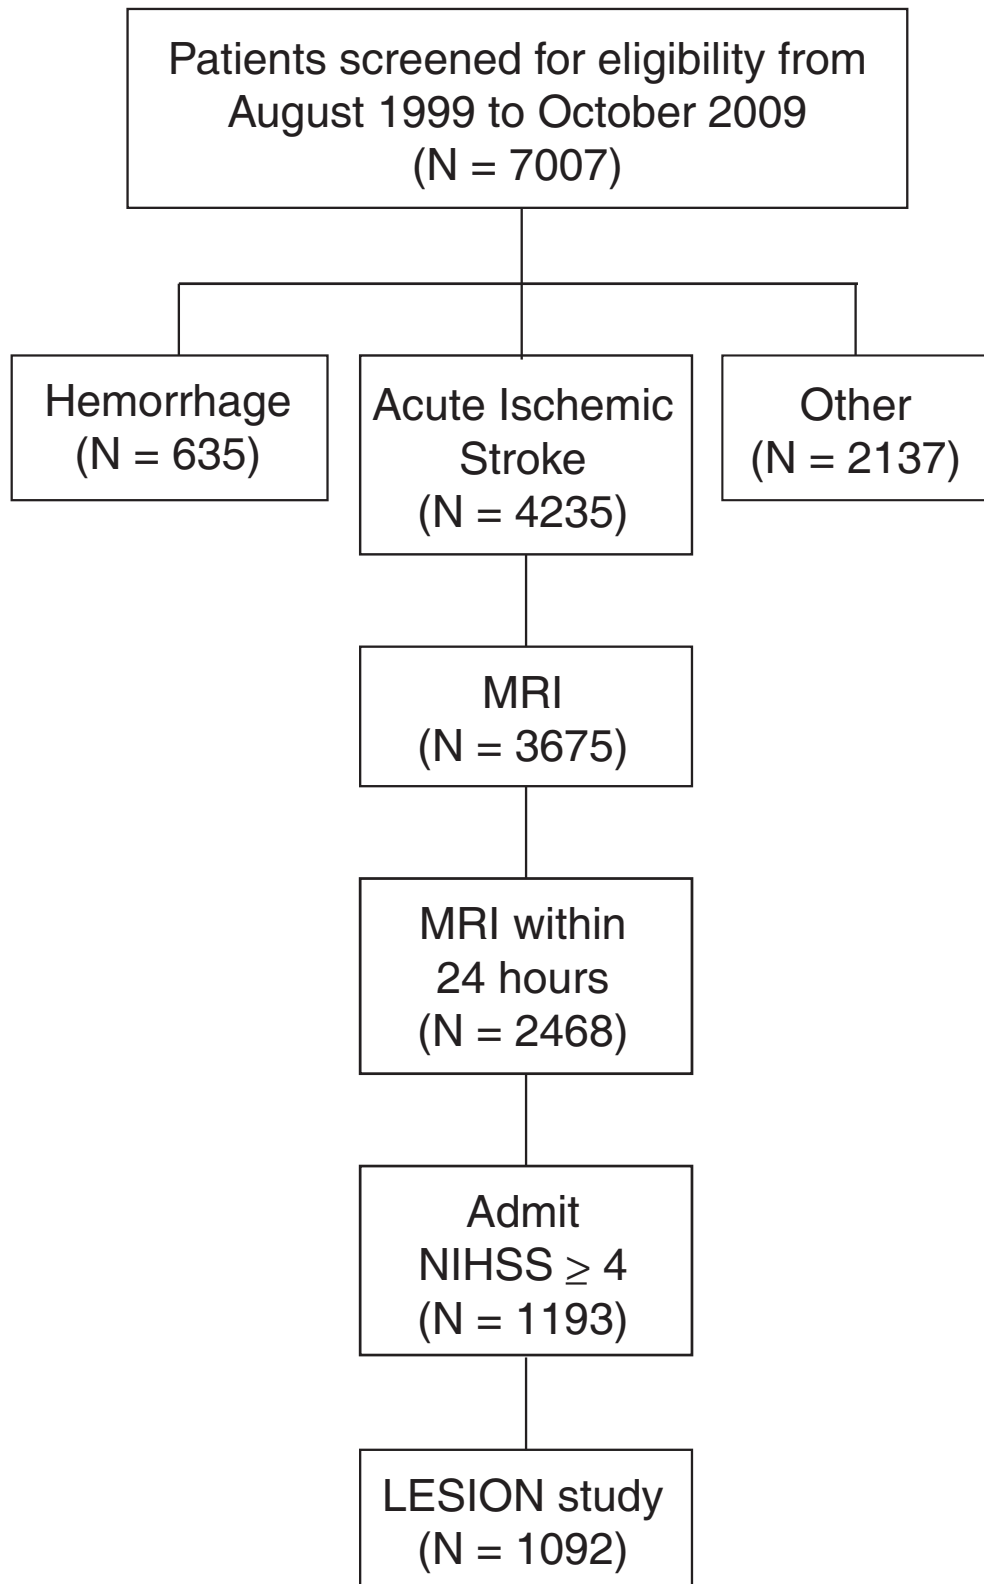 Patients screened for eligibility from
August 1999 to October 2009
(N = 7007)
Hemorrhage
(N = 635)
Acute Ischemic
Stroke
(N = 4235)
Other
(N = 2137)
MRI
(N = 3675)
MRI within
24 hours
(N = 2468)
Admit
NIHSS ≥ 4
(N = 1193)
LESION study
(N = 1092)